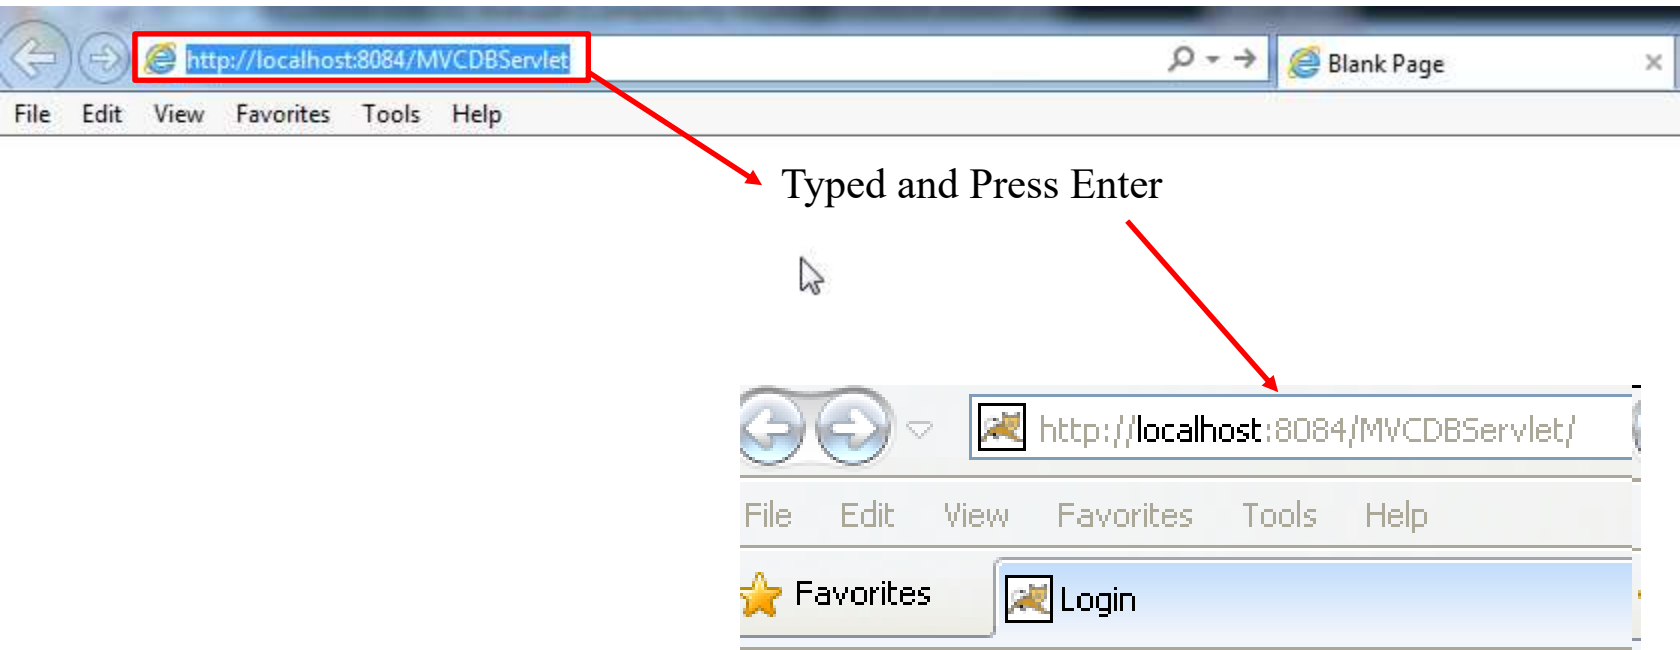 http://localhost:8084/MVCDBServlet
Blank Page
File Edit View Favorites Tools Help
Typed and Press Enter
http://localhost:8084/MVCDBServlet/
File Edit View Favorites Tools Help
Favorites Login